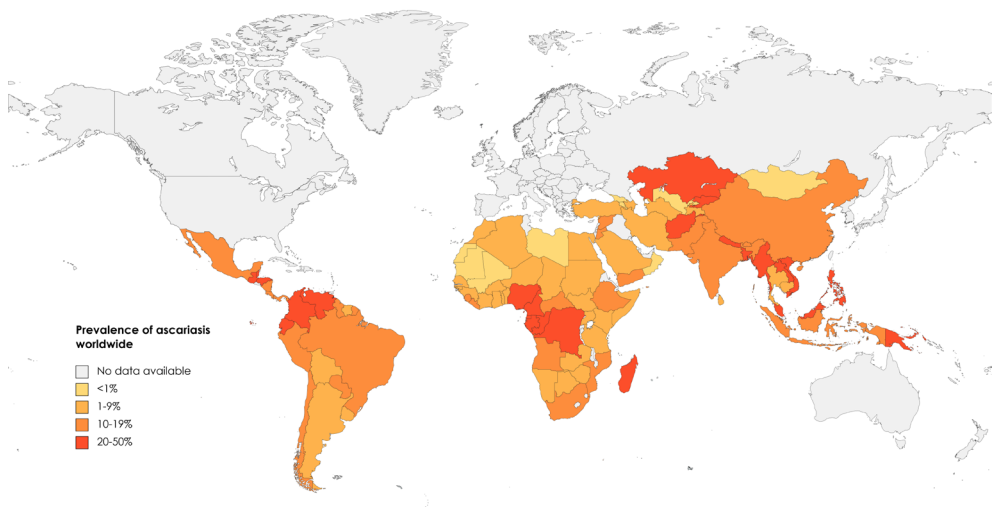 Prevalence of ascariasis
worldwide
No data available
<1%
1-9%
10-19%
20-50%